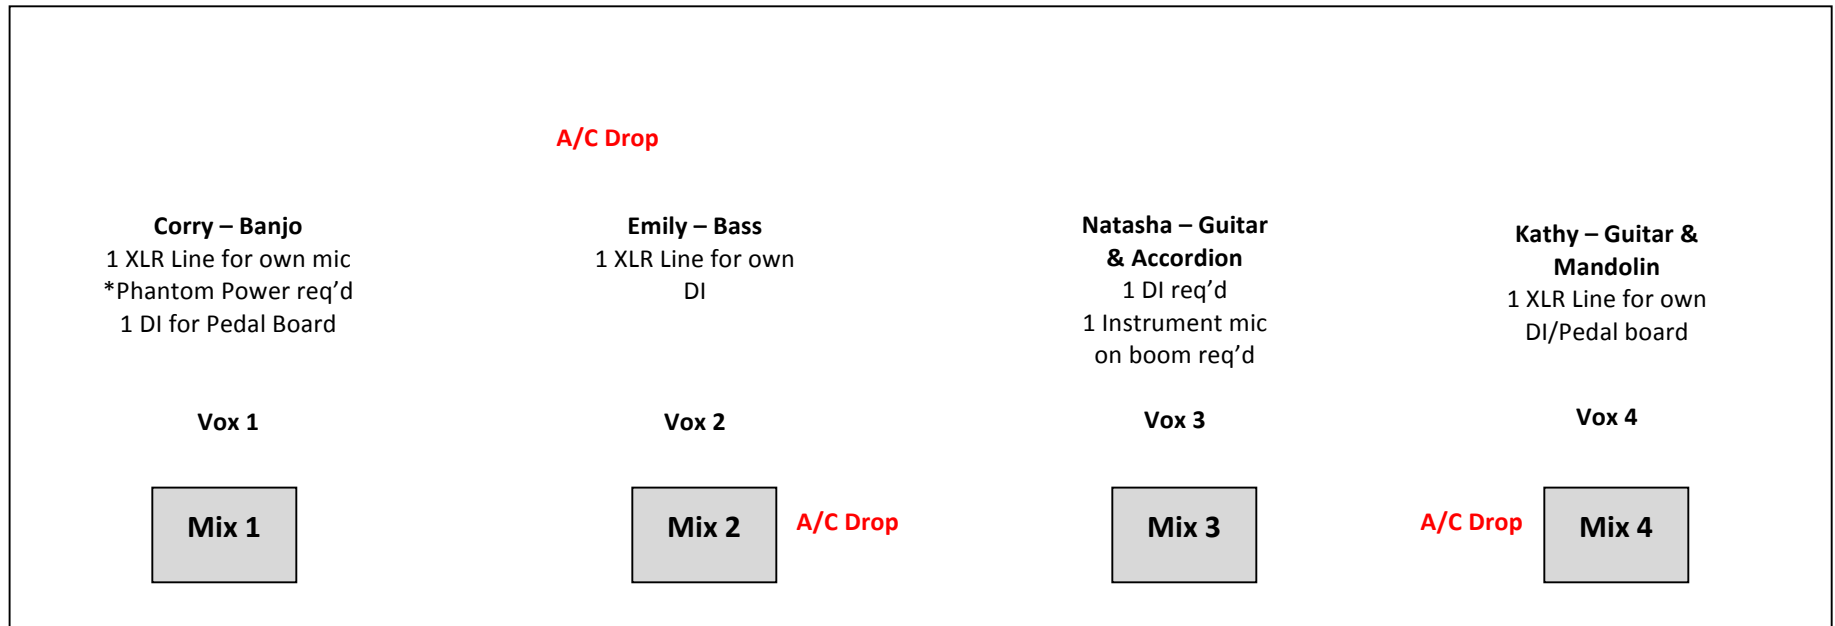 A/C Drop
Corry – Banjo
1 XLR Line for own mic
*Phantom Power req’d
1 DI for Pedal Board
Emily – Bass
1 XLR Line for own
DI
Natasha – Guitar
& Accordion
1 DI req’d
1 Instrument mic
on boom req’d
Kathy – Guitar &
Mandolin
1 XLR Line for own
DI/Pedal board
Vox 1
Vox 2
Vox 3
Vox 4
Mix 1
Mix 2
A/C Drop
Mix 3
A/C Drop
Mix 4